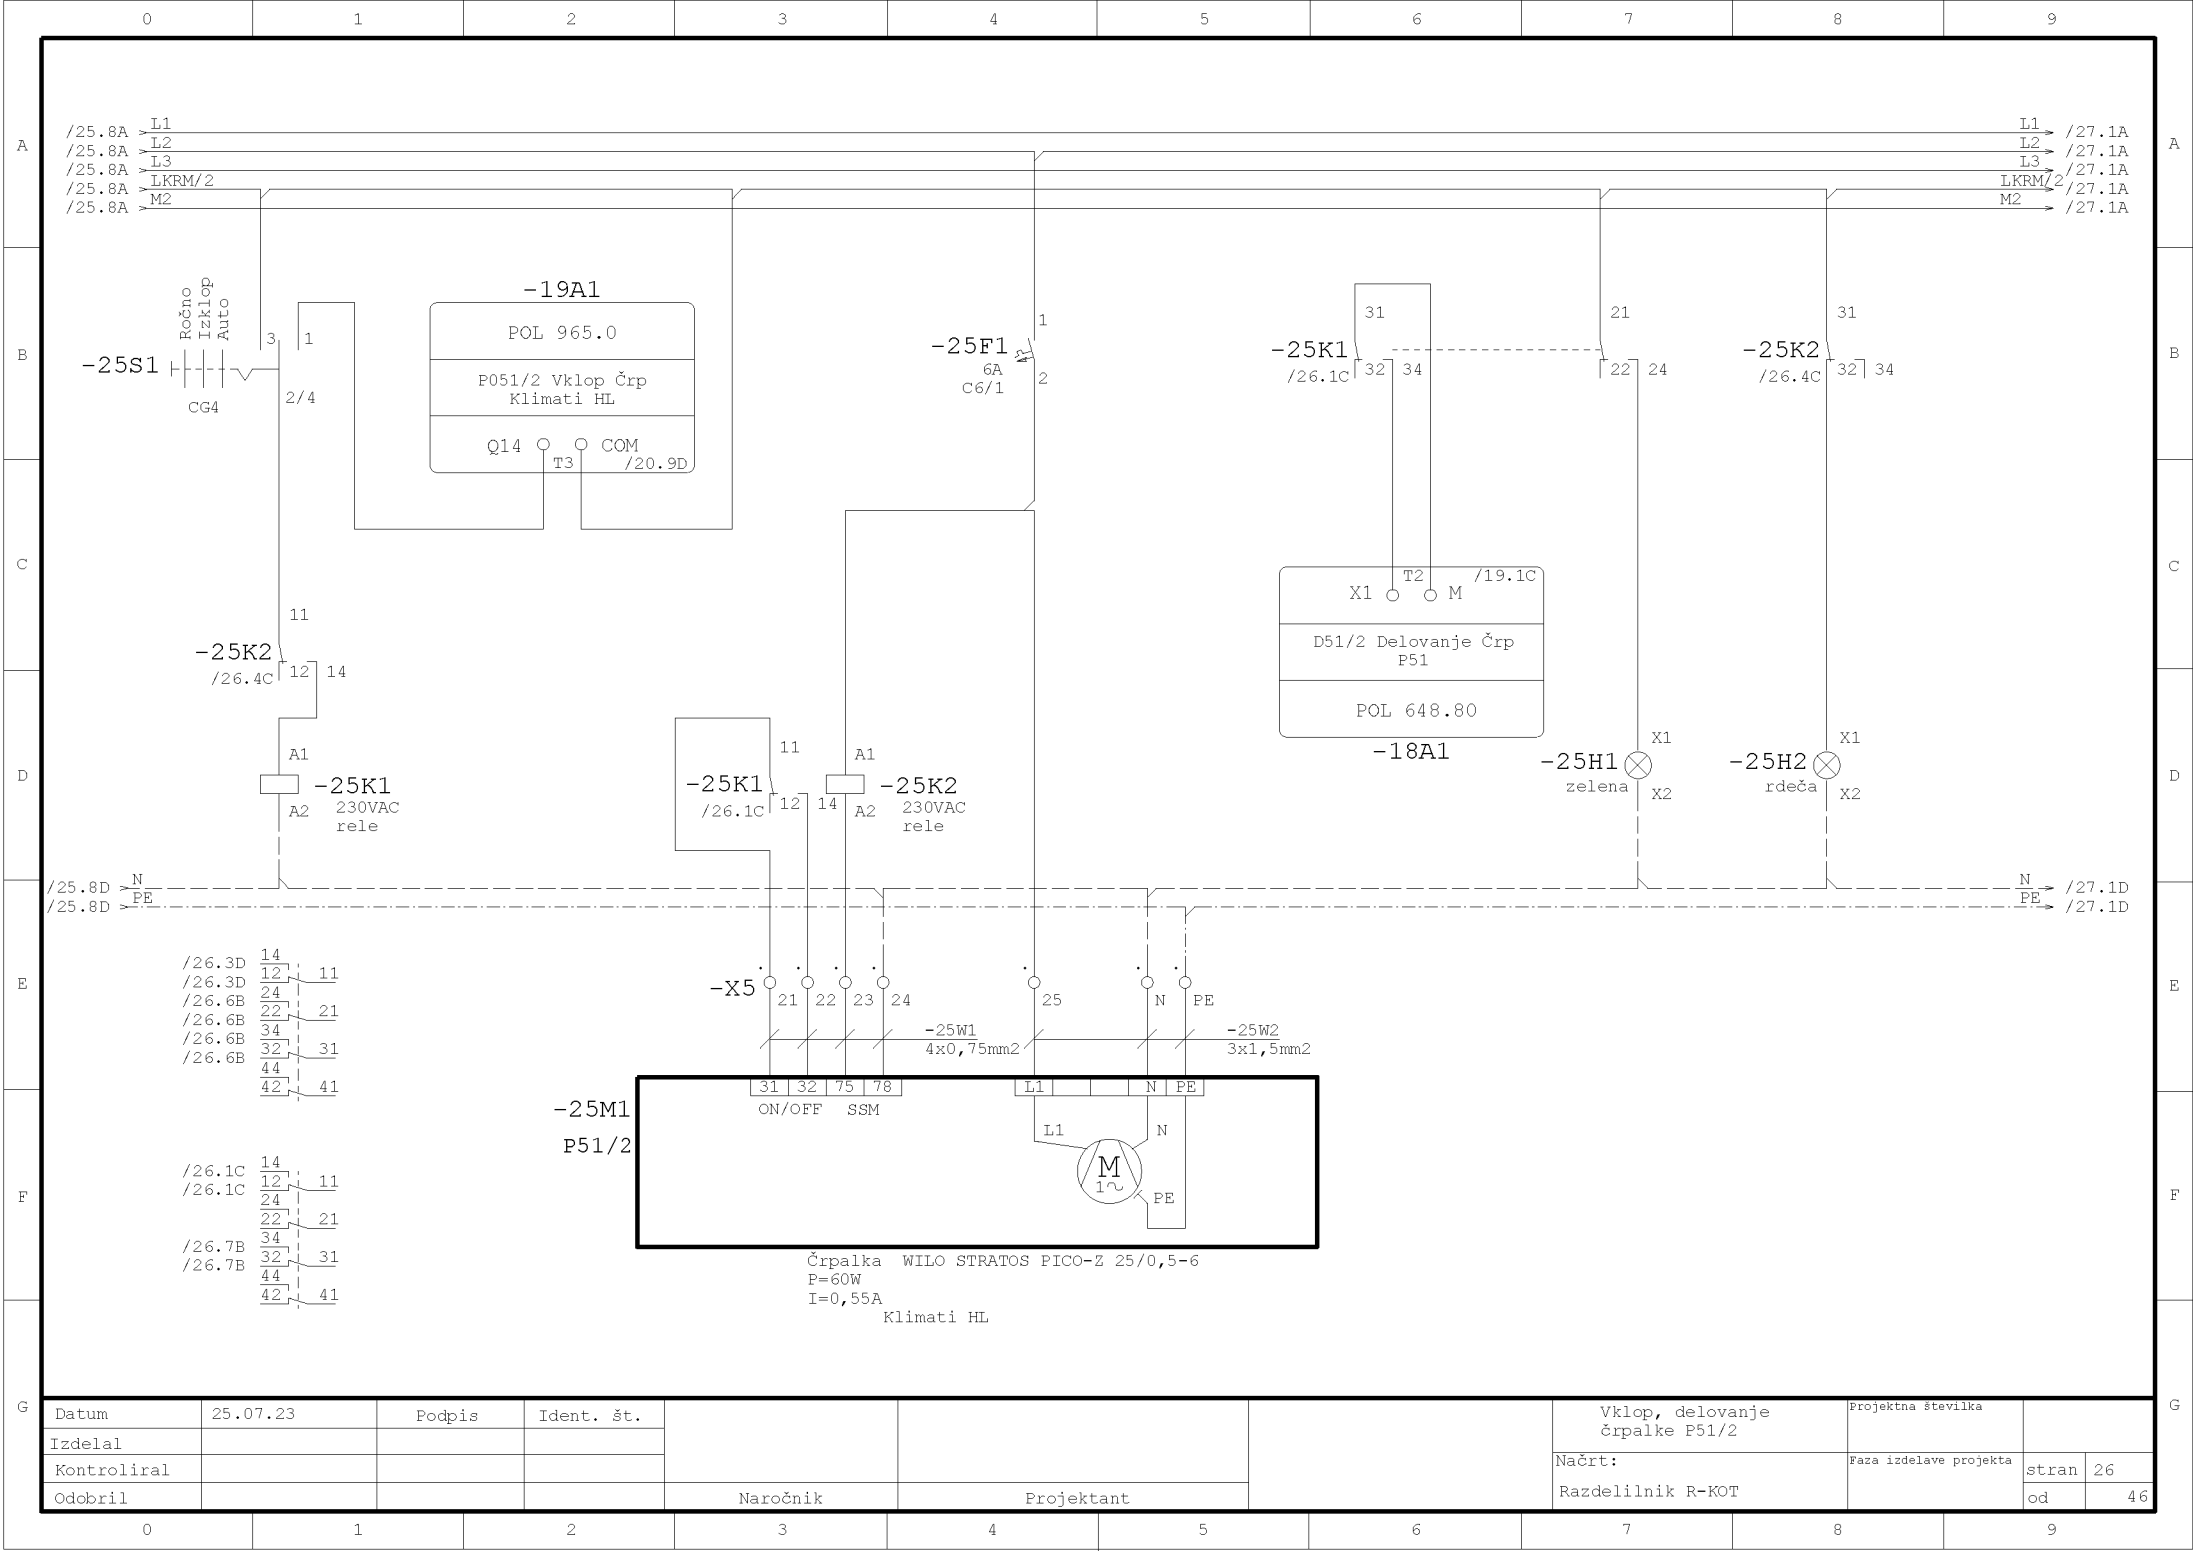 0 1 2 3 4 5 6 7 8 9
A
/25.8A L1 L1 /27.1A
/25.8A L2 L2 /27.1A
/25.8A L3 L3 /27.1A
/25.8A LKRM/2 LKRM/2 /27.1A
/25.8A M2 M2 /27.1A
A
B
Ročno
Izklop
Auto
3 1
-25S1
CG4
2/4
-19A1
POL 965.0
P051/2 Vklop Črp
Klimati HL
Q14 COM
T3 /20.9D
1
-25F1
6A
C6/1
2
31
-25K1
/26.1C 32 34
21
22 24
31
-25K2
/26.4C 32 34
B
C
11
-25K2
/26.4C 12 14
T2 /19.1C
X1 M
D51/2 Delovanje Črp
P51
POL 648.80
-18A1
C
D
A1
-25K1
A2 230VAC
rele
11
-25K1
/26.1C 12 14
A1
-25K2
A2 230VAC
rele
X1
-25H1
zelena
X2
X1
-25H2
rdeča
X2
D
/25.8D N N /27.1D
/25.8D PE PE /27.1D
E
/26.3D 14
/26.3D 12 11
/26.6B 24
/26.6B 22 21
/26.6B 34
/26.6B 32 31
44
42 41
-X5 21 22 23 24 25 N PE
-25W1
4x0,75mm2
-25W2
3x1,5mm2
E
31 32 75 78 L1 N PE
-25M1
ON/OFF SSM
P51/2
L1 N
M
1~
PE
F
/26.1C 14
/26.1C 12 11
24
22 21
/26.7B 34
/26.7B 32 31
44
42 41
F
Črpalka WILO STRATOS PICO-Z 25/0,5-6
P=60W
I=0,55A
Klimati HL
G
Datum 25.07.23 Podpis Ident. št.
Izdelal
Kontroliral
Odobril
Naročnik
Projektant
Vklop, delovanje
črpalke P51/2
Projektna številka
Načrt:
Razdelilnik R-KOT
Faza izdelave projekta
stran 26
od 46
G
0 1 2 3 4 5 6 7 8 9